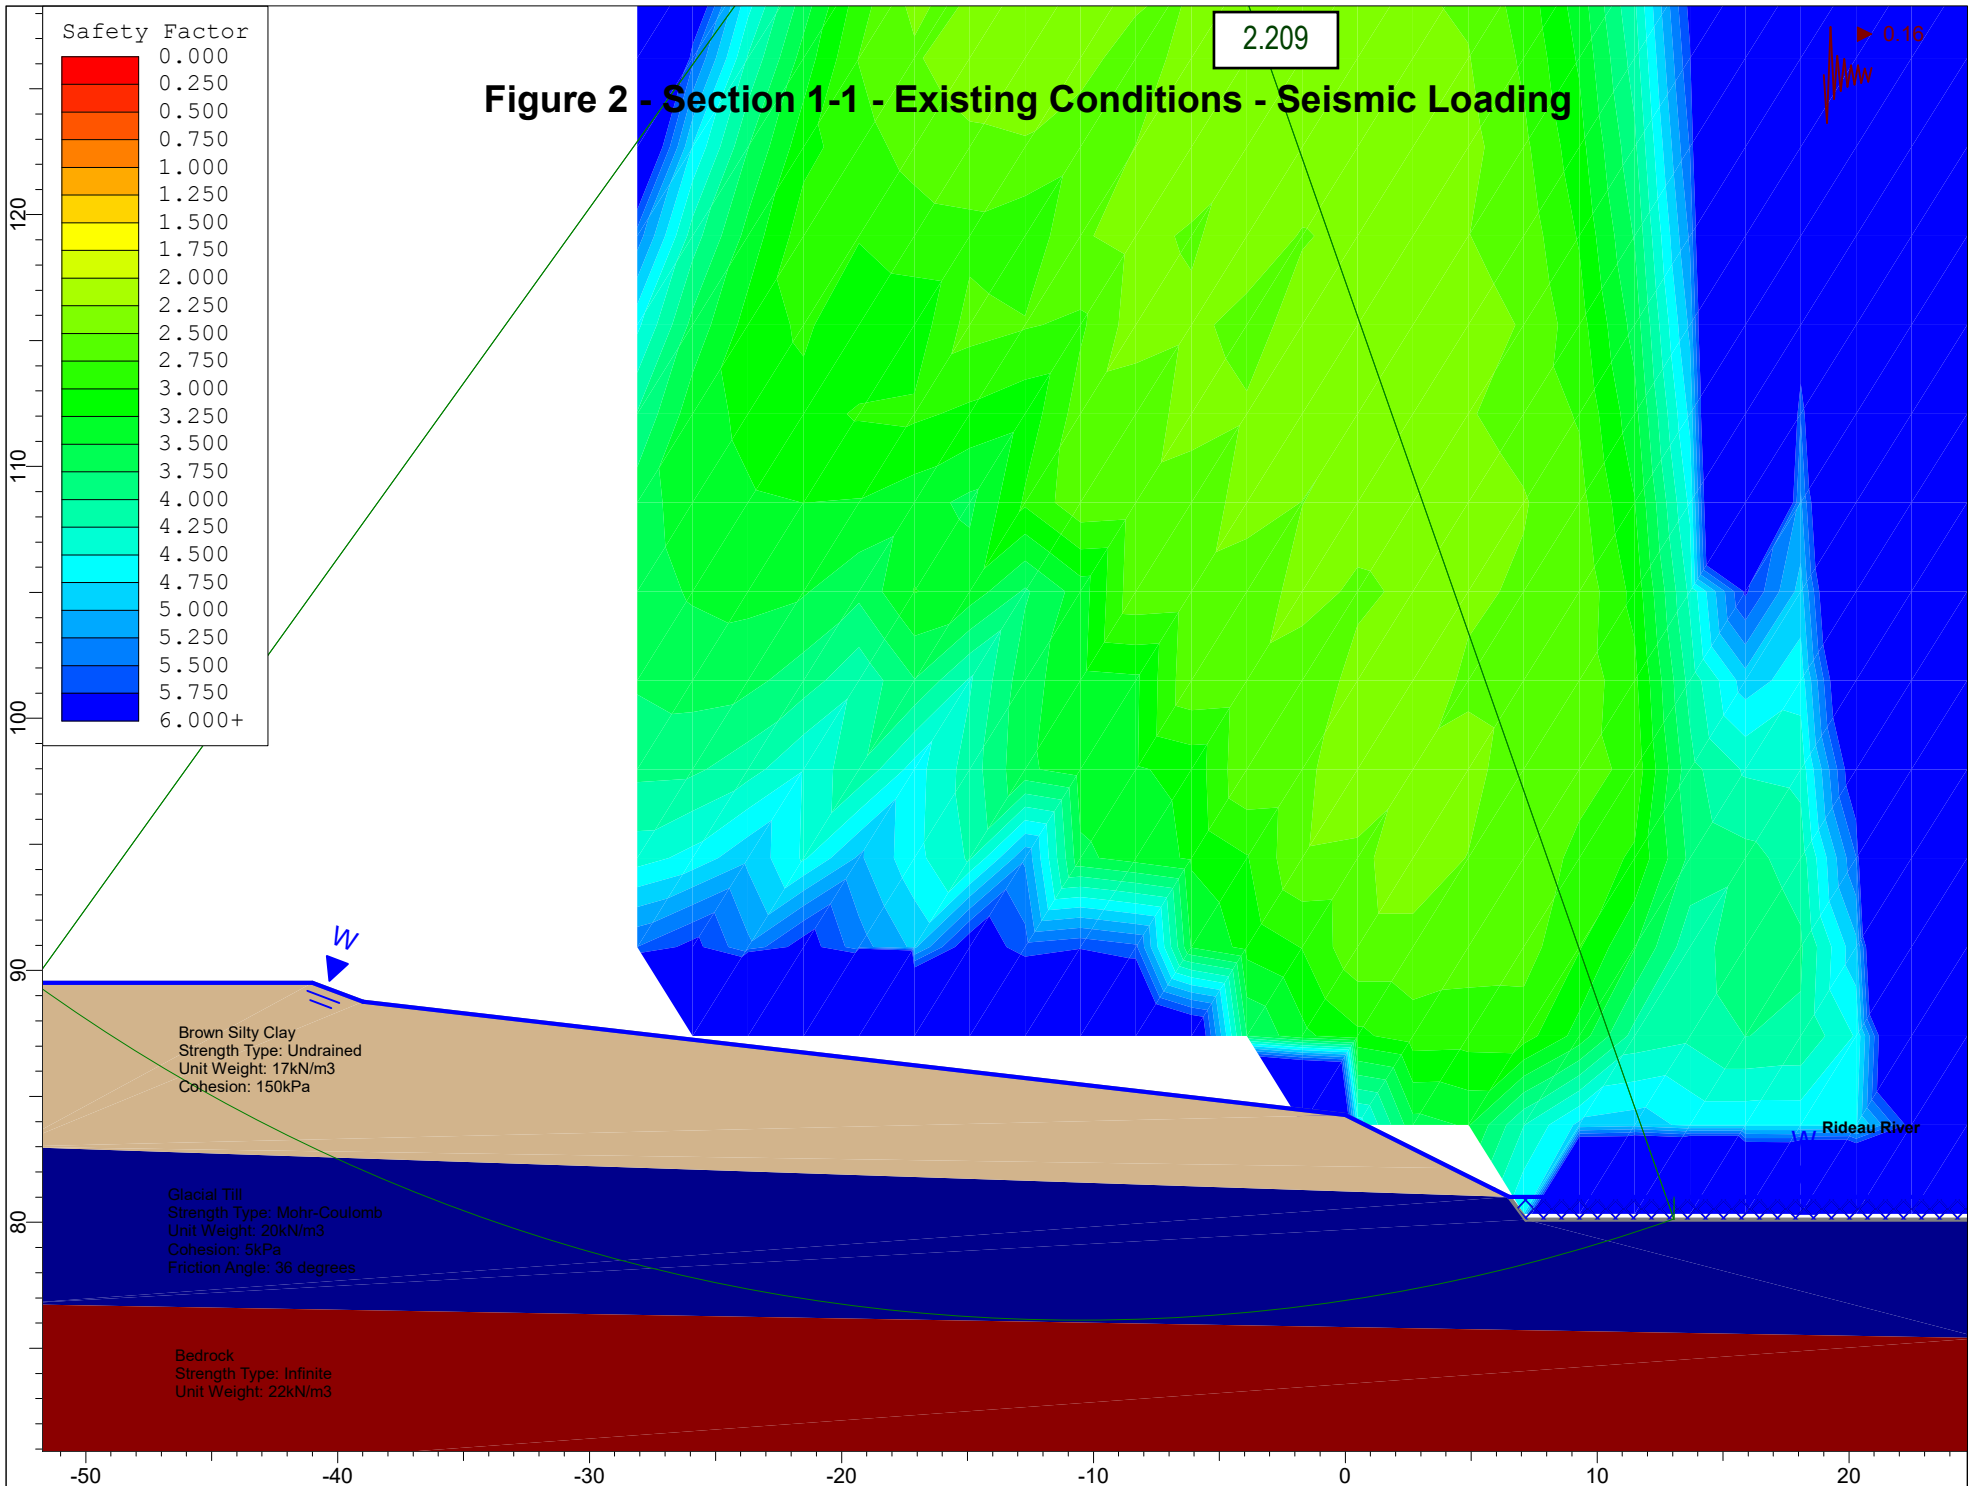 Safety Factor
0.000
0.250
0.500
0.750
1.000
1.250
1.500
1.750
2.000
2.250
2.500
2.750
3.000
3.250
3.500
3.750
4.000
4.250
4.500
4.750
5.000
5.250
5.500
5.750
6.000+
2.209
0.16
Figure 2 - Section 1-1 - Existing Conditions - Seismic Loading
120
110
100
90
80
W
Brown Silty Clay
Strength Type: Undrained
Unit Weight: 17kN/m3
Cohesion: 150kPa
W
Rideau River
Glacial Till
Strength Type: Mohr-Coulomb
Unit Weight: 20kN/m3
Cohesion: 5kPa
Friction Angle: 36 degrees
Bedrock
Strength Type: Infinite
Unit Weight: 22kN/m3
-50 -40 -30 -20 -10 0 10 20